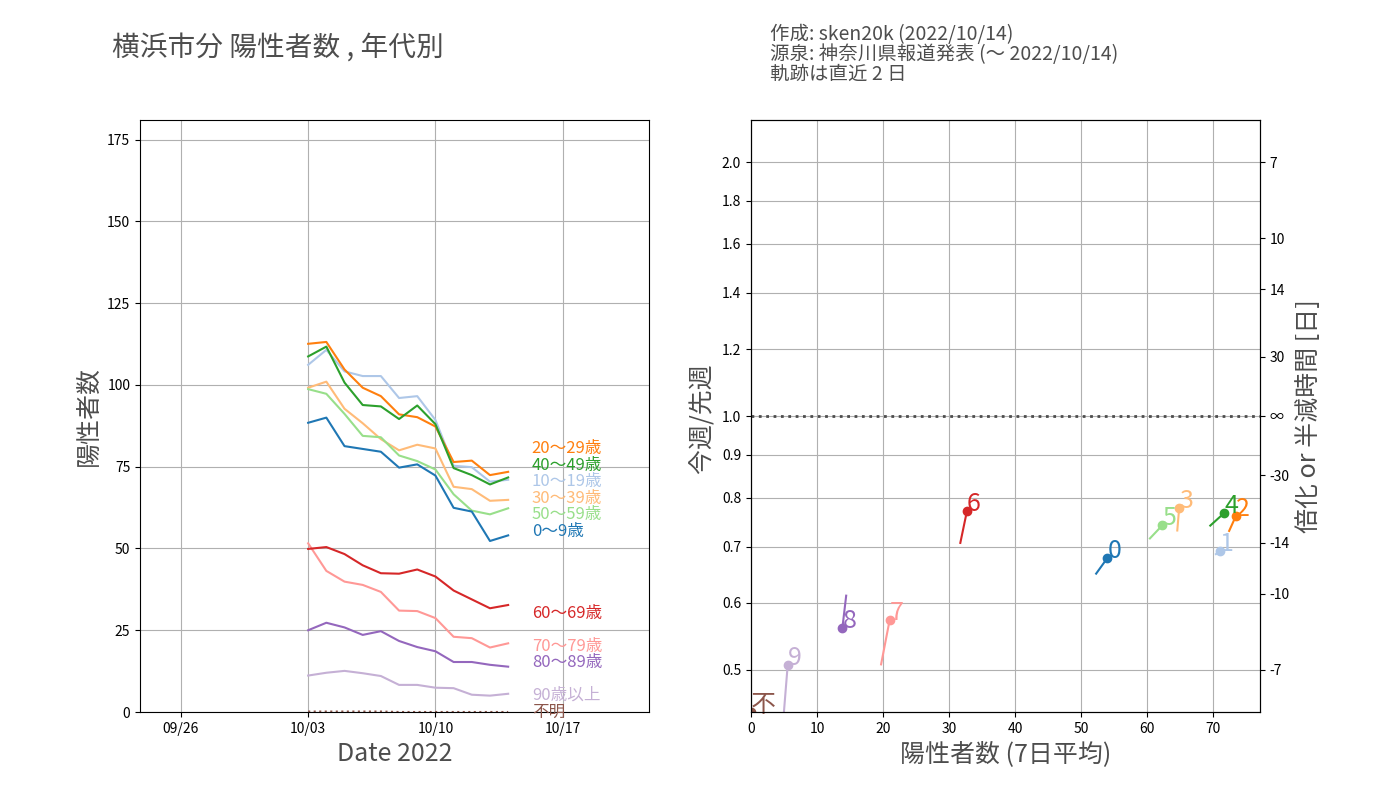 横浜市分 陽性者数 , 年代別
作成: sken20k (2022/10/14)
源泉: 神奈川県報道発表 (～ 2022/10/14)
軌跡は直近 2 日
陽性者数
175
150
125
100
75
50
25
0
09/26
10/03
10/10
10/17
Date 2022
20～29歳
40～49歳
10～19歳
30～39歳
50～59歳
0～9歳
60～69歳
70～79歳
80～89歳
90歳以上
不明
今週/先週
2.0
1.8
1.6
1.4
1.2
1.0
0.9
0.8
0.7
0.6
0.5
0
10
20
30
40
50
60
70
陽性者数 (7日平均)
不
9
8
7
6
0
5
3
1
4
2
7
10
14
30
∞
-30
-14
-10
-7
倍化 or 半減時間 [日]